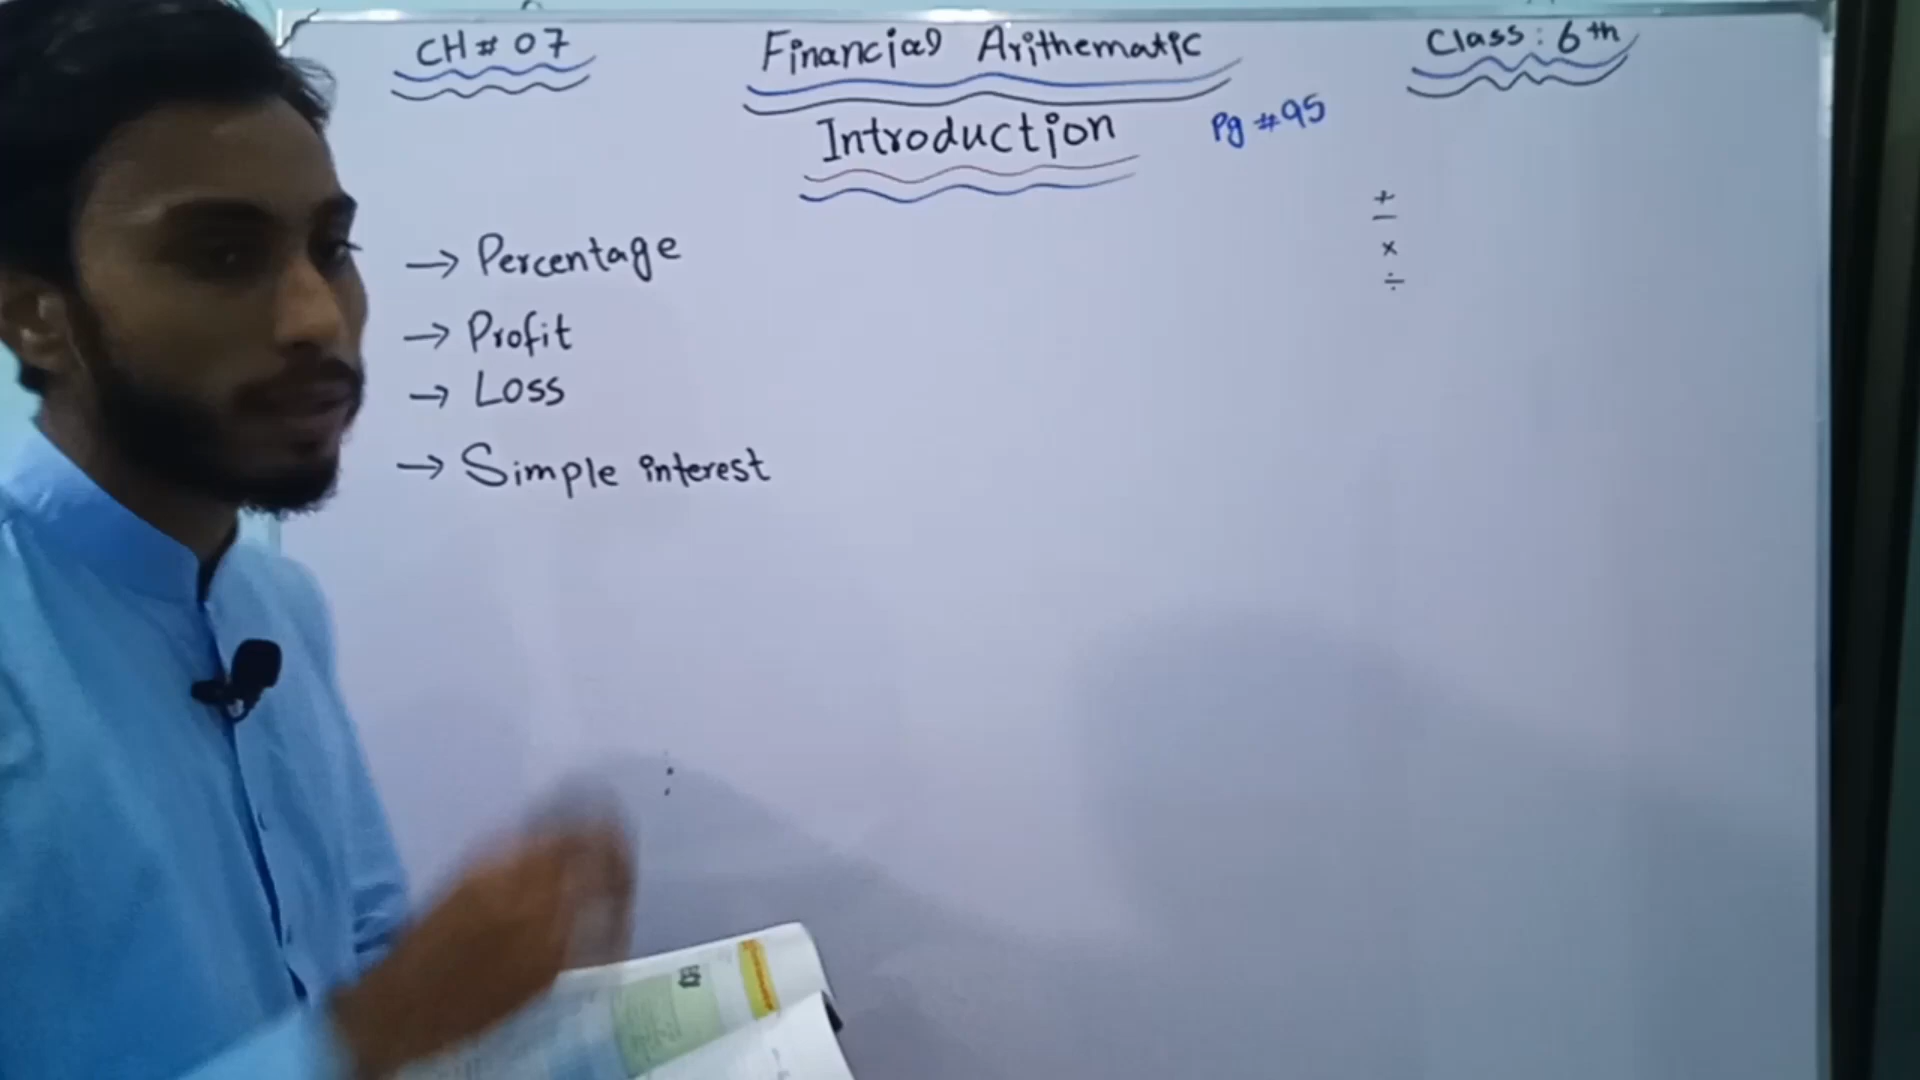 CH # 07
Financial Arithematic
Class: 6th
Introduction
Pg #95
+
−
×
÷
→ Percentage
→ Profit
→ Loss
→ Simple interest